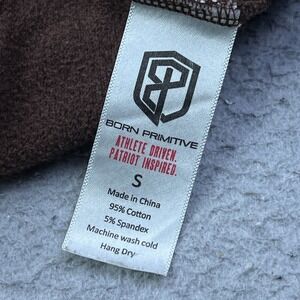 BORN PRIMITIVE
ATHLETE DRIVEN.
PATRIOT INSPIRED.
S
Made in China
95% Cotton
5% Spandex
Machine wash cold
Hang Dry